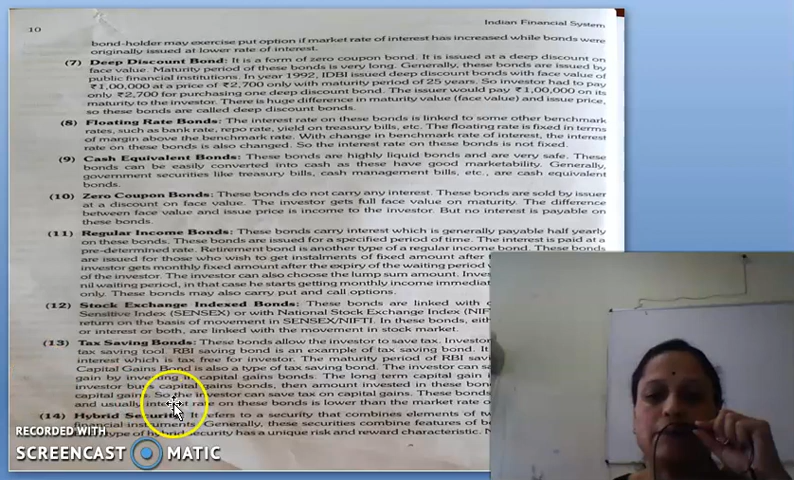 10
Indian Financial System
bond-holder may exercise put option if market rate of interest has increased while bonds were
originally issued at lower rate of interest.
(7) Deep Discount Bond: It is a form of zero coupon bond. It is issued at a deep discount on
face value. Maturity period of these bonds is very long. Generally, these bonds are issued by
public financial institutions. In year 1992, IDBI issued deep discount bonds with face value of
₹1,00,000 at a price of ₹2,700 only with maturity period of 25 years. So investor had to pay
only ₹2,700 for purchasing one deep discount bond. The issuer would pay ₹1,00,000 on its
maturity to the investor. There is huge difference in maturity value (face value) and issue price,
so these bonds are called deep discount bonds.
(8) Floating Rate Bonds: The interest rate on these bonds is linked to some other benchmark
rates, such as bank rate, repo rate, yield on treasury bills, etc. The floating rate is fixed in terms
of margin above the benchmark rate. With change in benchmark rate of interest, the interest
rate on these bonds is also changed. So the interest rate on these bonds is not fixed.
(9) Cash Equivalent Bonds: These bonds are highly liquid bonds and are very safe. These
bonds can be easily converted into cash as these have good marketability. Generally,
government securities like treasury bills, cash management bills, etc., are cash equivalent
bonds.
(10) Zero Coupon Bonds: These bonds do not carry any interest. These bonds are sold by issuer
at a discount on face value. The investor gets full face value on maturity. The difference
between face value and issue price is income to the investor. But no interest is payable on
these bonds.
(11) Regular Income Bonds: These bonds carry interest which is generally payable half yearly
on these bonds. These bonds are issued for a specified period of time. The interest is paid at a
pre-determined rate. Retirement bond is another type of a regular income bond. These bonds
are issued for those who wish to get instalments of fixed amount after
investor gets monthly fixed amount after the expiry of the waiting period
of the investor. The investor can also choose the lump sum amount.
nil waiting period, in that case he starts getting monthly income
only. These bonds may also carry put and call options.
(12) Stock Exchange Indexed Bonds: These bonds are linked with
Sensitive Index (SENSEX) or with National Stock Exchange Index
return on the basis of movement in SENSEX/NIFTI. In these bonds,
or interest or both, are linked with the movement in stock market.
(13) Tax Saving Bonds: These bonds allow the investor to save tax.
tax saving tool. RBI saving bond is an example of tax saving bond. It
interest which is tax free for investor. The maturity period of RBI
Capital Gains Bond is also a type of tax saving bond. The investor can
gain by investing in capital gains bonds. The long term capital gain
investor buys capital gains bonds, then amount invested in these
capital gains. So the investor can save tax on capital gains. These
and usually interest rate on these bonds is lower than the market rate
(14) Hybrid Security: It refers to a security that combines elements of
financial instruments. Generally, these securities combine features of
type of hybrid security has a unique risk and reward characteristic.
RECORDED WITH
SCREENCAST MATIC